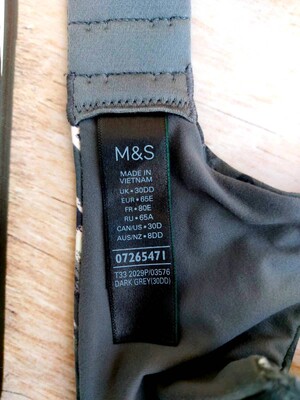 M&S
MADE IN
VIETNAM
UK•30DD
EUR•65E
FR•80E
RU•65A
CAN/US•30D
AUS/NZ•8DD
07265471
T33 2029P/03576
DARK GREY(30DD)